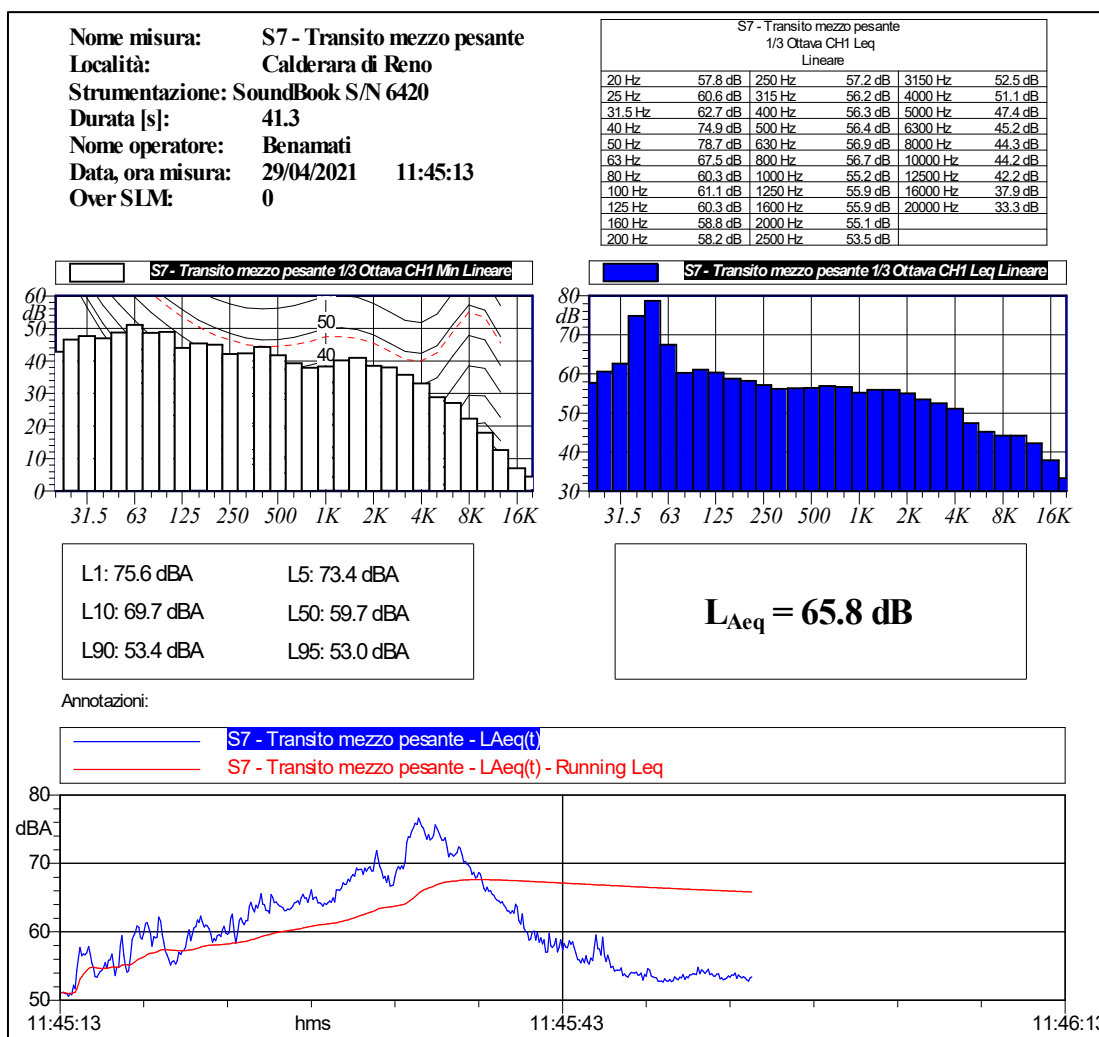 Nome misura: S7 - Transito mezzo pesante
Località: Calderara di Reno
Strumentazione: SoundBook S/N 6420
Durata [s]: 41.3
Nome operatore: Benamati
Data, ora misura: 29/04/2021 11:45:13
Over SLM: 0
S7 - Transito mezzo pesante
1/3 Ottava CH1 Leq
Lineare
20 Hz 57.8 dB 250 Hz 57.2 dB 3150 Hz 52.5 dB
25 Hz 60.6 dB 315 Hz 56.2 dB 4000 Hz 51.1 dB
31.5 Hz 62.7 dB 400 Hz 56.3 dB 5000 Hz 47.4 dB
40 Hz 74.9 dB 500 Hz 56.4 dB 6300 Hz 45.2 dB
50 Hz 78.7 dB 630 Hz 56.9 dB 8000 Hz 44.3 dB
63 Hz 67.5 dB 800 Hz 56.7 dB 10000 Hz 44.2 dB
80 Hz 60.3 dB 1000 Hz 55.2 dB 12500 Hz 42.2 dB
100 Hz 61.1 dB 1250 Hz 55.9 dB 16000 Hz 37.9 dB
125 Hz 60.3 dB 1600 Hz 55.9 dB 20000 Hz 33.3 dB
160 Hz 58.8 dB 2000 Hz 55.1 dB
200 Hz 58.2 dB 2500 Hz 53.5 dB
S7 - Transito mezzo pesante 1/3 Ottava CH1 Min Lineare
60
dB
50
40
30
20
10
0
50
40
31.5 63 125 250 500 1K 2K 4K 8K 16K
S7 - Transito mezzo pesante 1/3 Ottava CH1 Leq Lineare
80
dB
70
60
50
40
30
31.5 63 125 250 500 1K 2K 4K 8K 16K
L1: 75.6 dBA L5: 73.4 dBA
L10: 69.7 dBA L50: 59.7 dBA
L90: 53.4 dBA L95: 53.0 dBA
LAeq = 65.8 dB
Annotazioni:
S7 - Transito mezzo pesante - LAeq(t)
S7 - Transito mezzo pesante - LAeq(t) - Running Leq
80
dBA
70
60
50
11:45:13 hms 11:45:43 11:46:13